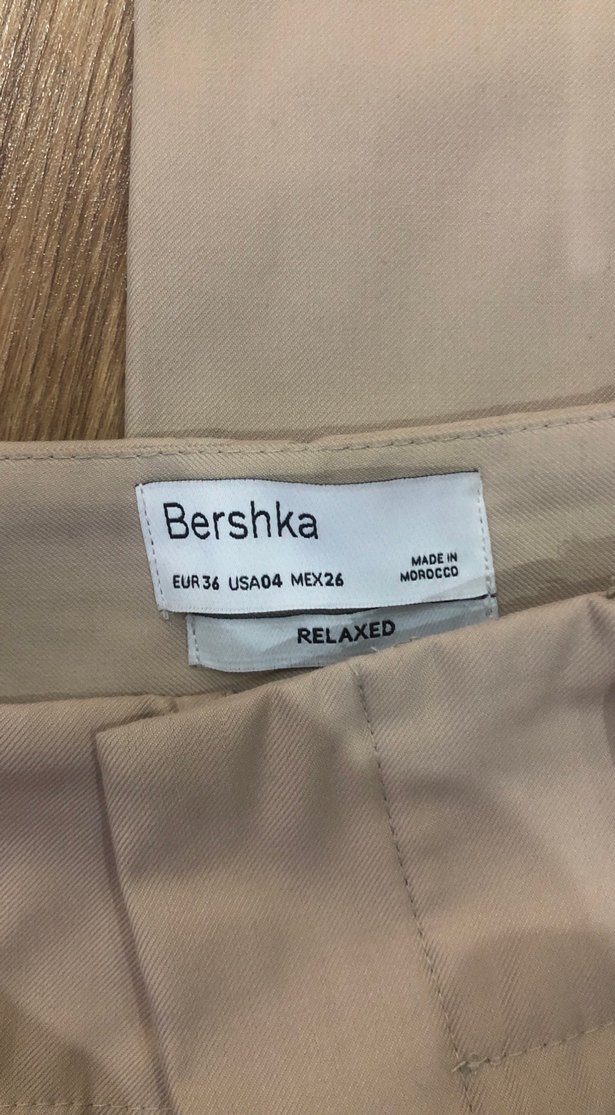 Bershka
EUR36 USA04 MEX26
MADE IN
MOROCCO
RELAXED